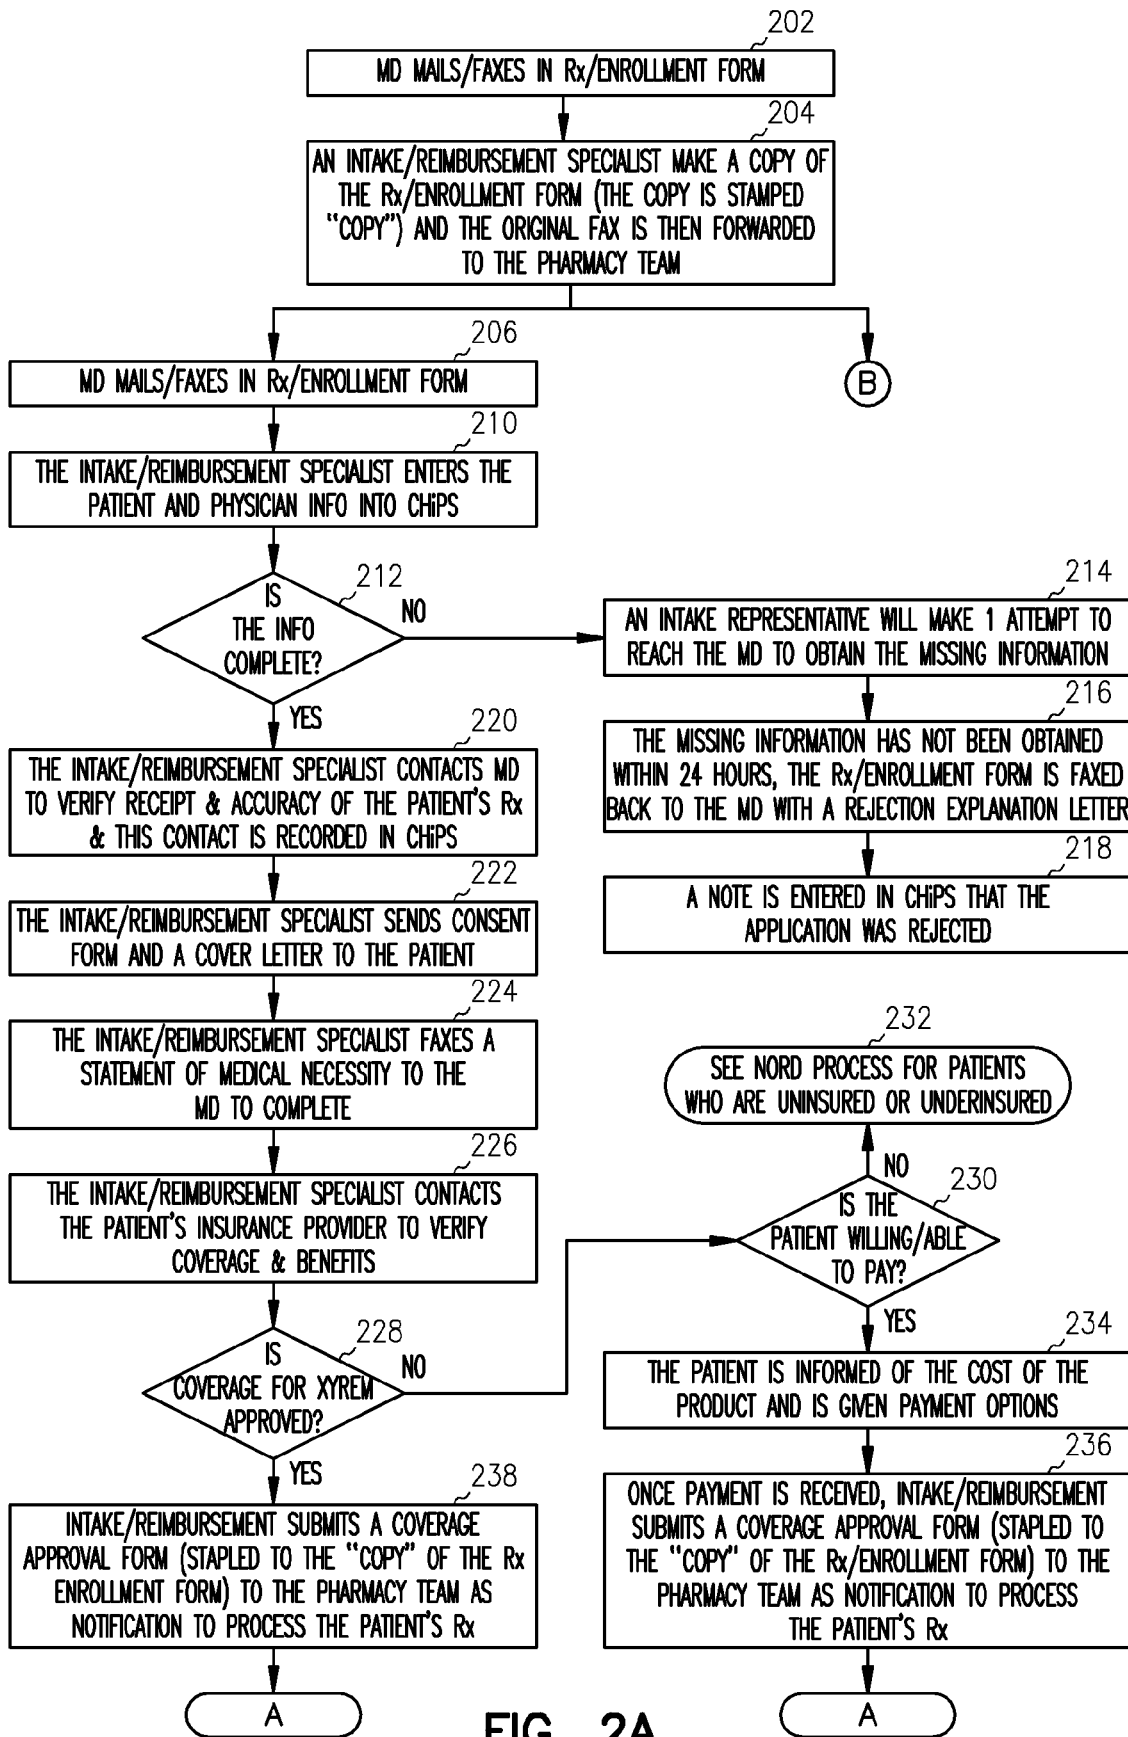 202
MD MAILS/FAXES IN Rx/ENROLLMENT FORM
204
AN INTAKE/REIMBURSEMENT SPECIALIST MAKE A COPY OF
THE Rx/ENROLLMENT FORM (THE COPY IS STAMPED
"COPY") AND THE ORIGINAL FAX IS THEN FORWARDED
TO THE PHARMACY TEAM
206
MD MAILS/FAXES IN Rx/ENROLLMENT FORM
B
210
THE INTAKE/REIMBURSEMENT SPECIALIST ENTERS THE
PATIENT AND PHYSICIAN INFO INTO CHiPS
212
IS
THE INFO
COMPLETE?
NO
YES
214
AN INTAKE REPRESENTATIVE WILL MAKE 1 ATTEMPT TO
REACH THE MD TO OBTAIN THE MISSING INFORMATION
216
THE MISSING INFORMATION HAS NOT BEEN OBTAINED
WITHIN 24 HOURS, THE Rx/ENROLLMENT FORM IS FAXED
BACK TO THE MD WITH A REJECTION EXPLANATION LETTER
218
A NOTE IS ENTERED IN CHiPS THAT THE
APPLICATION WAS REJECTED
220
THE INTAKE/REIMBURSEMENT SPECIALIST CONTACTS MD
TO VERIFY RECEIPT & ACCURACY OF THE PATIENT'S Rx
& THIS CONTACT IS RECORDED IN CHiPS
222
THE INTAKE/REIMBURSEMENT SPECIALIST SENDS CONSENT
FORM AND A COVER LETTER TO THE PATIENT
224
THE INTAKE/REIMBURSEMENT SPECIALIST FAXES A
STATEMENT OF MEDICAL NECESSITY TO THE
MD TO COMPLETE
226
THE INTAKE/REIMBURSEMENT SPECIALIST CONTACTS
THE PATIENT'S INSURANCE PROVIDER TO VERIFY
COVERAGE & BENEFITS
228
IS
COVERAGE FOR XYREM
APPROVED?
NO
YES
232
SEE NORD PROCESS FOR PATIENTS
WHO ARE UNINSURED OR UNDERINSURED
NO
230
IS THE
PATIENT WILLING/ABLE
TO PAY?
YES
234
THE PATIENT IS INFORMED OF THE COST OF THE
PRODUCT AND IS GIVEN PAYMENT OPTIONS
236
ONCE PAYMENT IS RECEIVED, INTAKE/REIMBURSEMENT
SUBMITS A COVERAGE APPROVAL FORM (STAPLED TO
THE "COPY" OF THE Rx/ENROLLMENT FORM) TO THE
PHARMACY TEAM AS NOTIFICATION TO PROCESS
THE PATIENT'S Rx
238
INTAKE/REIMBURSEMENT SUBMITS A COVERAGE
APPROVAL FORM (STAPLED TO THE "COPY" OF THE Rx
ENROLLMENT FORM) TO THE PHARMACY TEAM AS
NOTIFICATION TO PROCESS THE PATIENT'S Rx
A
A
FIG. 2A